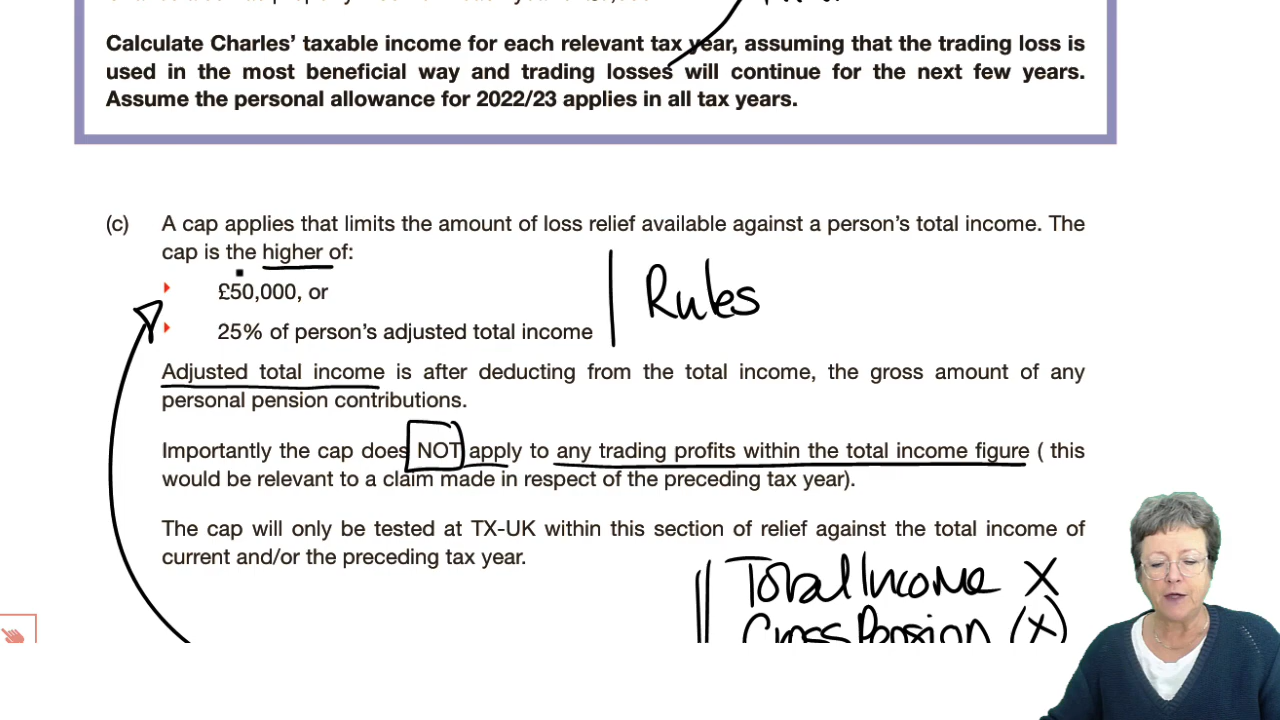 Calculate Charles’ taxable income for each relevant tax year, assuming that the trading loss is
used in the most beneficial way and trading losses will continue for the next few years.
Assume the personal allowance for 2022/23 applies in all tax years.
(c) A cap applies that limits the amount of loss relief available against a person’s total income. The
cap is the higher of:
£50,000, or
25% of person’s adjusted total income
Rules
Adjusted total income is after deducting from the total income, the gross amount of any
personal pension contributions.
Importantly the cap does NOT apply to any trading profits within the total income figure ( this
would be relevant to a claim made in respect of the preceding tax year).
The cap will only be tested at TX-UK within this section of relief against the total income of
current and/or the preceding tax year.
Total Income X
Gross Pension (X)